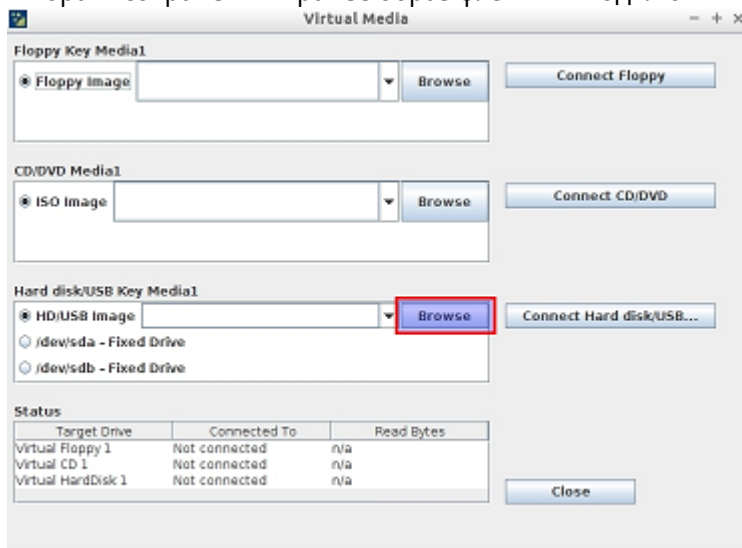 Virtual Media
Floppy Key Media1
Floppy Image
Browse
Connect Floppy
CD/DVD Media1
ISO Image
Browse
Connect CD/DVD
Hard disk/USB Key Media1
HD/USB Image
Browse
Connect Hard disk/USB...
/dev/sda - Fixed Drive
/dev/sdb - Fixed Drive
Status
Target Drive Connected To Read Bytes
Virtual Floppy 1 Not connected n/a
Virtual CD 1 Not connected n/a
Virtual HardDisk 1 Not connected n/a
Close